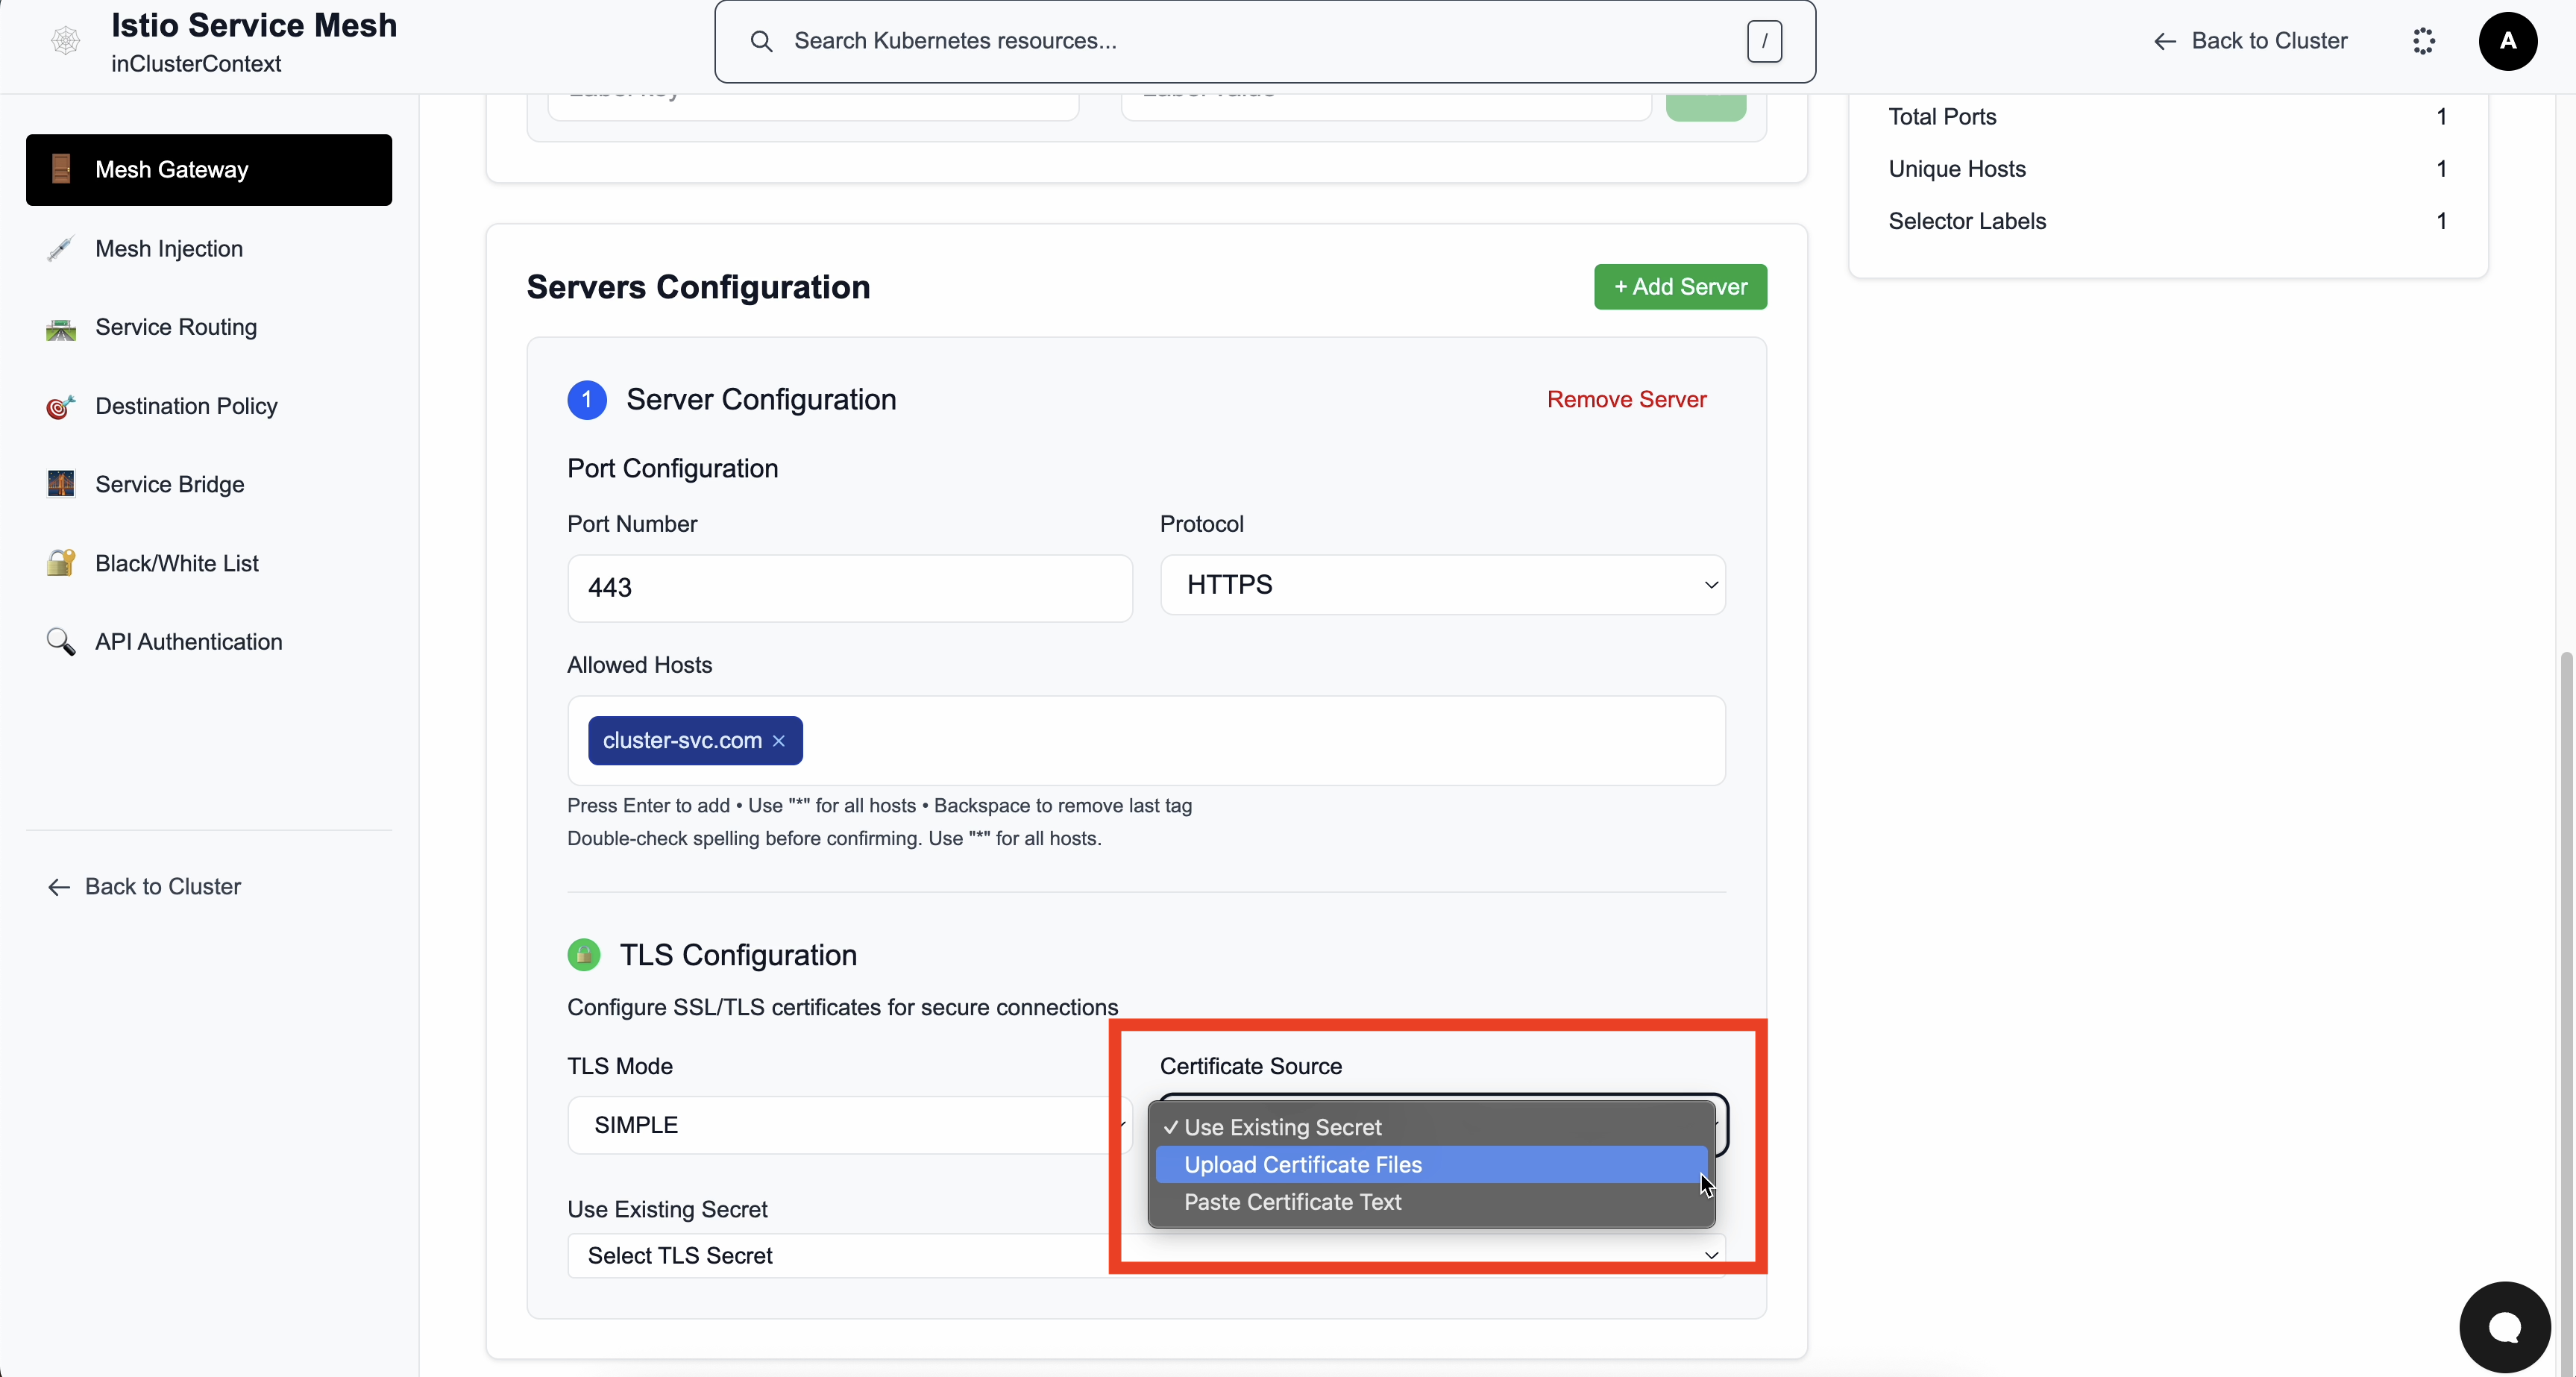 Istio Service Mesh
inClusterContext
Search Kubernetes resources...
/
← Back to Cluster
A
Mesh Gateway
Mesh Injection
Service Routing
Destination Policy
Service Bridge
Black/White List
API Authentication
← Back to Cluster
Label Key
Label Value
Total Ports 1
Unique Hosts 1
Selector Labels 1
Servers Configuration
+ Add Server
1 Server Configuration
Remove Server
Port Configuration
Port Number
Protocol
443
HTTPS
Allowed Hosts
cluster-svc.com ×
Press Enter to add • Use "*" for all hosts • Backspace to remove last tag
Double-check spelling before confirming. Use "*" for all hosts.
TLS Configuration
Configure SSL/TLS certificates for secure connections
TLS Mode
Certificate Source
SIMPLE
✓ Use Existing Secret
Upload Certificate Files
Paste Certificate Text
Use Existing Secret
Select TLS Secret